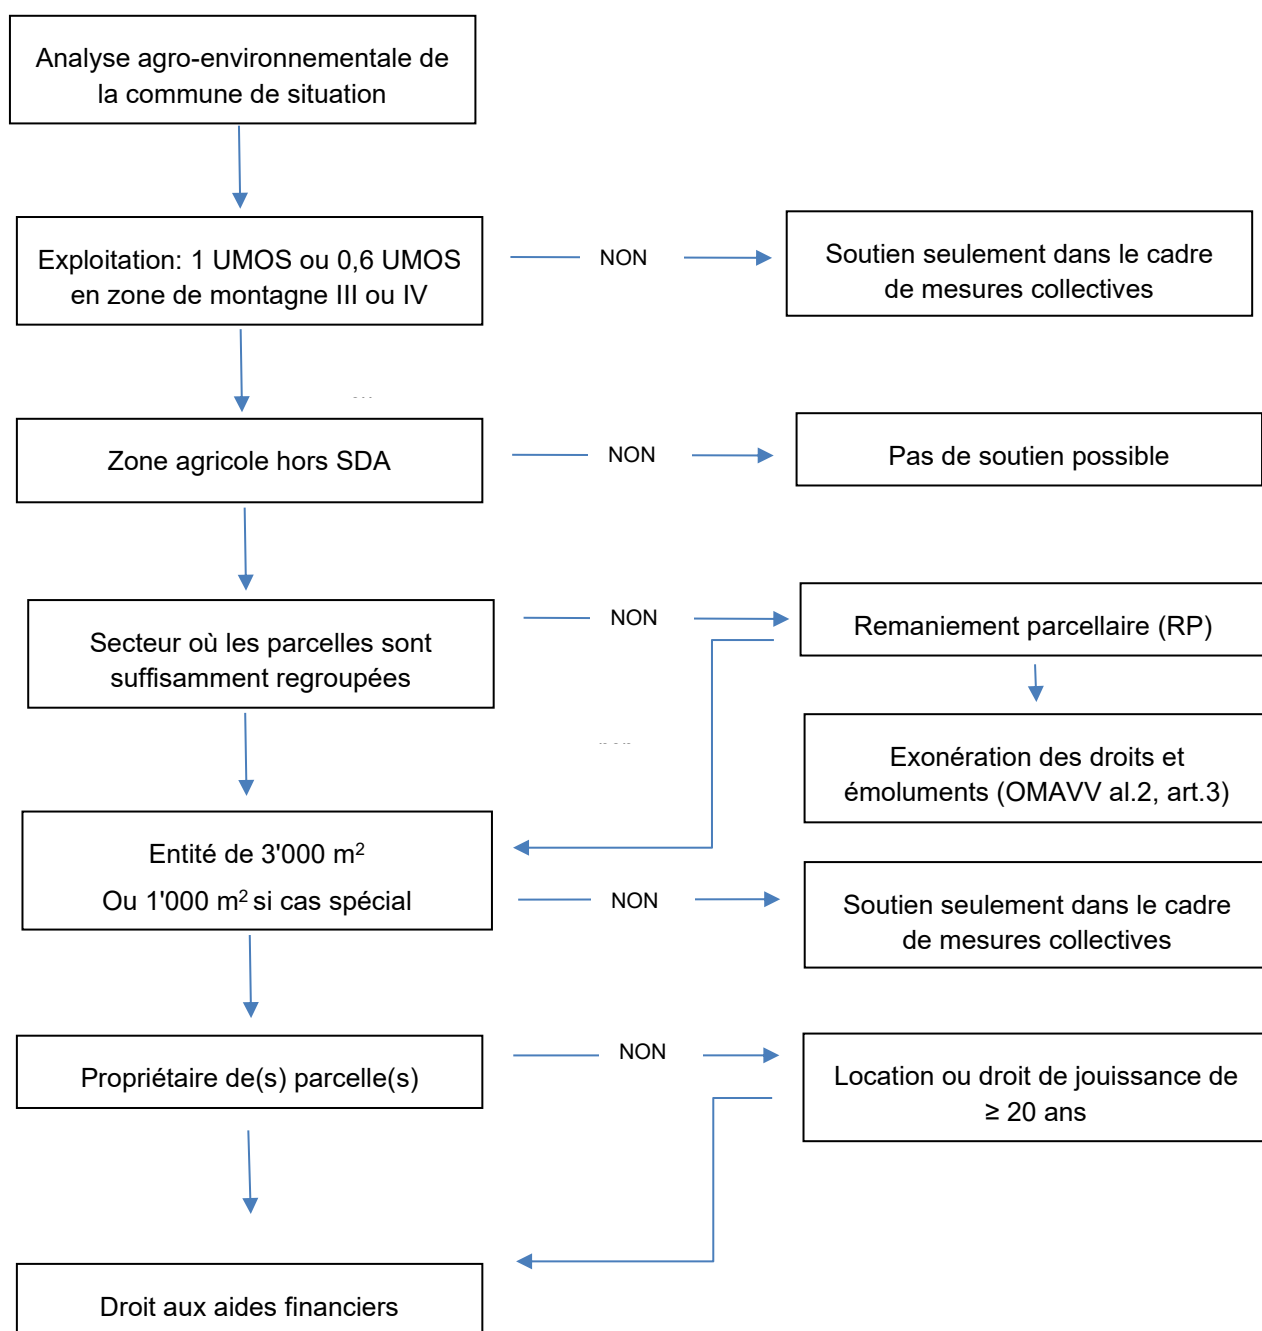 Analyse agro-environnementale de
la commune de situation
Exploitation: 1 UMOS ou 0,6 UMOS
en zone de montagne III ou IV
NON
Soutien seulement dans le cadre
de mesures collectives
Zone agricole hors SDA
NON
Pas de soutien possible
Secteur où les parcelles sont
suffisamment regroupées
NON
Remaniement parcellaire (RP)
Exonération des droits et
émoluments (OMAVV al.2, art.3)
Entité de 3'000 m²
Ou 1'000 m² si cas spécial
NON
Soutien seulement dans le cadre
de mesures collectives
Propriétaire de(s) parcelle(s)
NON
Location ou droit de jouissance de
≥ 20 ans
Droit aux aides financiers